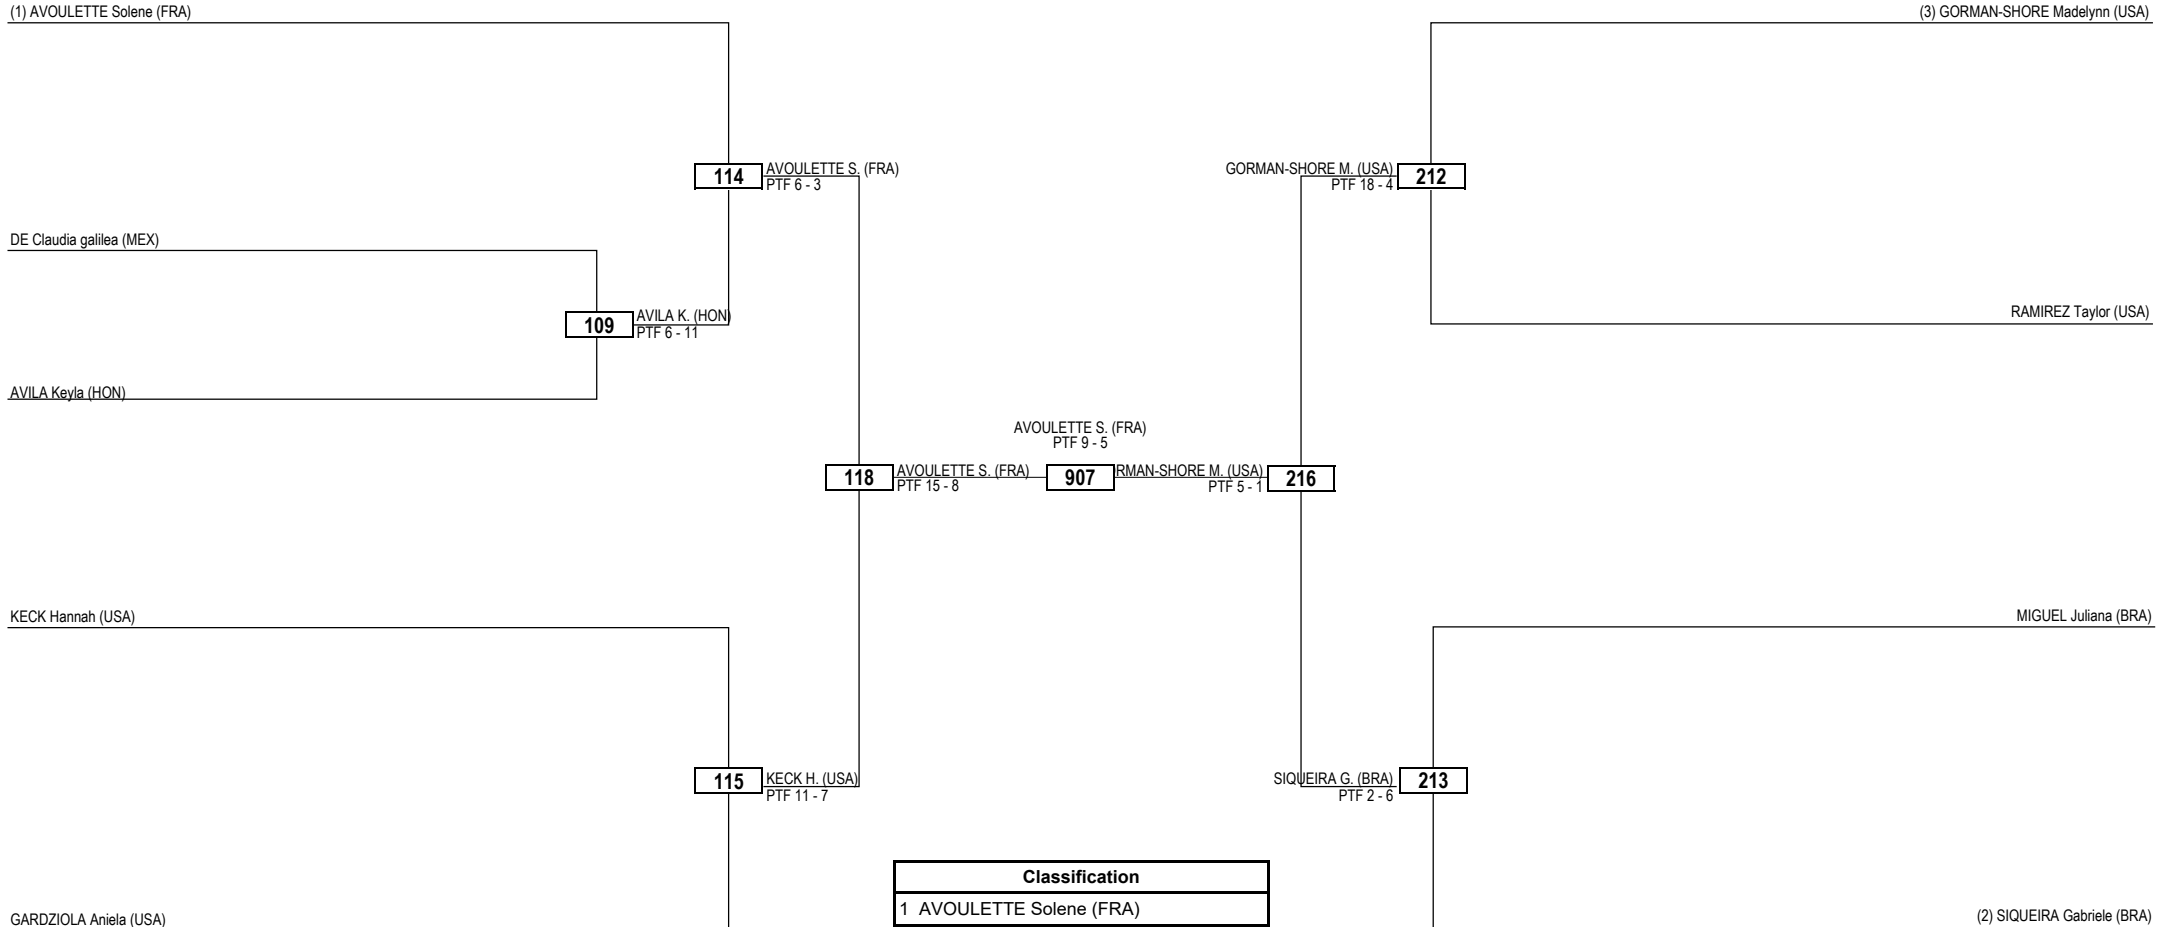 (1) AVOULETTE Solene (FRA)
(3) GORMAN-SHORE Madelynn (USA)
114
AVOULETTE S. (FRA)
PTF 6 - 3
GORMAN-SHORE M. (USA)
PTF 18 - 4
212
DE Claudia galilea (MEX)
109
AVILA K. (HON)
PTF 6 - 11
RAMIREZ Taylor (USA)
AVILA Keyla (HON)
AVOULETTE S. (FRA)
PTF 9 - 5
118
AVOULETTE S. (FRA)
PTF 15 - 8
907
RMAN-SHORE M. (USA)
PTF 5 - 1
216
KECK Hannah (USA)
MIGUEL Juliana (BRA)
115
KECK H. (USA)
PTF 11 - 7
SIQUEIRA G. (BRA)
PTF 2 - 6
213
Classification
1 AVOULETTE Solene (FRA)
GARDZIOLA Aniela (USA)
(2) SIQUEIRA Gabriele (BRA)